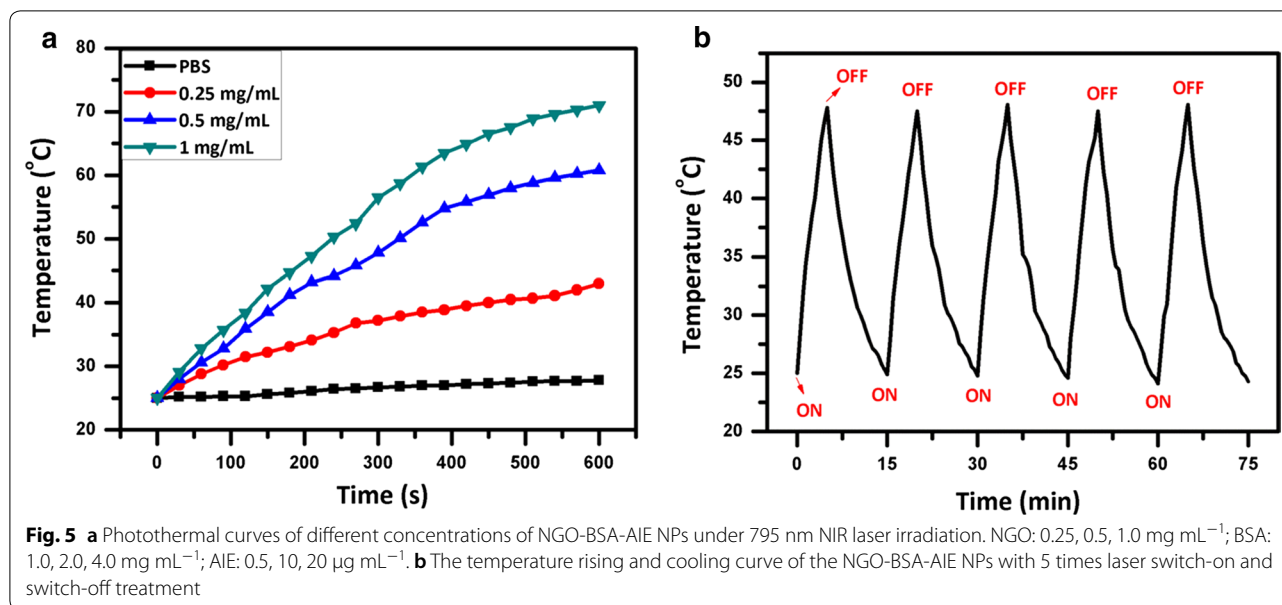 a
80
70
60
50
40
30
20
Temperature (°C)
PBS
0.25 mg/mL
0.5 mg/mL
1 mg/mL
0 100 200 300 400 500 600
Time (s)
b
50
45
40
35
30
25
20
Temperature (°C)
OFF OFF OFF OFF OFF
ON ON ON ON ON
0 15 30 45 60 75
Time (min)
Fig. 5 a Photothermal curves of different concentrations of NGO-BSA-AIE NPs under 795 nm NIR laser irradiation. NGO: 0.25, 0.5, 1.0 mg mL⁻¹; BSA:
1.0, 2.0, 4.0 mg mL⁻¹; AIE: 0.5, 10, 20 μg mL⁻¹. b The temperature rising and cooling curve of the NGO-BSA-AIE NPs with 5 times laser switch-on and
switch-off treatment